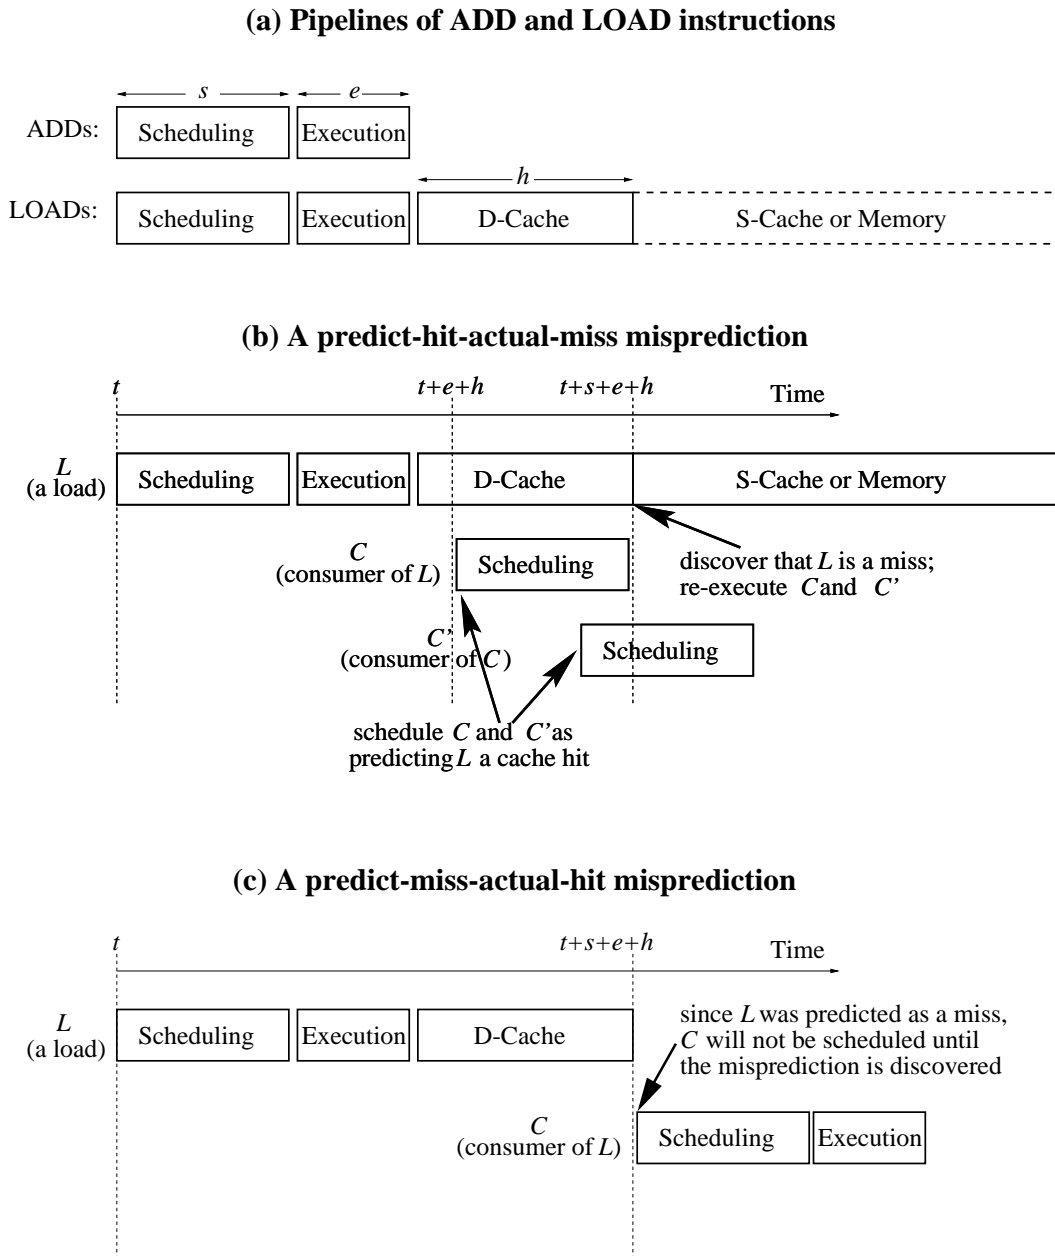 (a) Pipelines of ADD and LOAD instructions
s e
ADDs: Scheduling Execution
h
LOADs: Scheduling Execution D-Cache S-Cache or Memory
(b) A predict-hit-actual-miss misprediction
t t+e+h t+s+e+h Time
L
(a load) Scheduling Execution D-Cache S-Cache or Memory
C
(consumer of L) Scheduling
discover that L is a miss;
re-execute C and C'
C'
(consumer of C) Scheduling
schedule C and C' as
predicting L a cache hit
(c) A predict-miss-actual-hit misprediction
t t+s+e+h Time
L
(a load) Scheduling Execution D-Cache
since L was predicted as a miss,
C will not be scheduled until
the misprediction is discovered
C
(consumer of L) Scheduling Execution